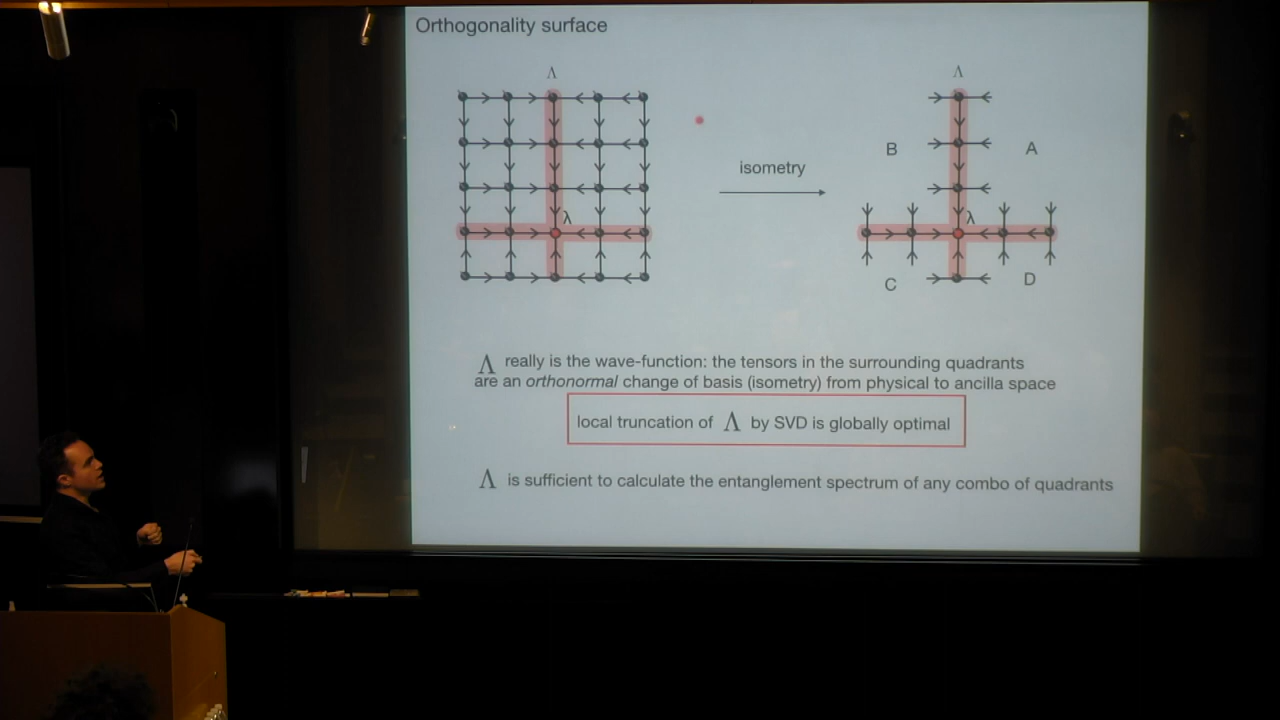 Orthogonality surface
Λ
Λ
B
A
isometry
λ
λ
C
D
Λ really is the wave-function: the tensors in the surrounding quadrants
are an orthonormal change of basis (isometry) from physical to ancilla space
local truncation of Λ by SVD is globally optimal
Λ is sufficient to calculate the entanglement spectrum of any combo of quadrants